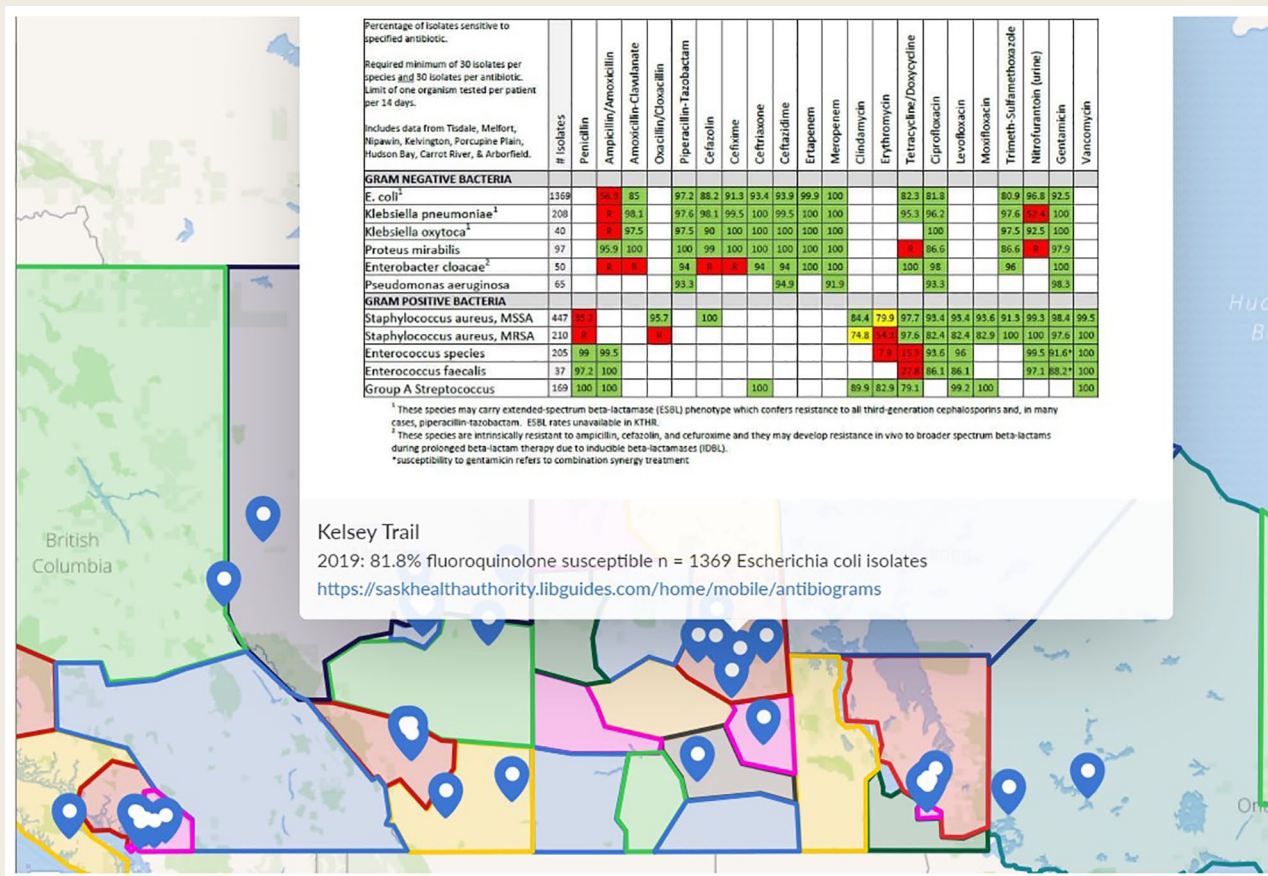 Percentage of isolates sensitive to
specified antibiotic.
Required minimum of 30 isolates per
species and 30 isolates per antibiotic.
Limit of one organism tested per patient
per 14 days.
Includes data from Tisdale, Melfort,
Nipawin, Kelvington, Porcupine Plain,
Hudson Bay, Carrot River, & Arborfield.
# Isolates
Penicillin
Ampicillin/Amoxicillin
Amoxicillin-Clavulanate
Oxacillin/Cloxacillin
Piperacillin-Tazobactam
Cefazolin
Cefixime
Ceftriaxone
Ceftazidime
Ertapenem
Meropenem
Clindamycin
Erythromycin
Tetracycline/Doxycycline
Ciprofloxacin
Levofloxacin
Moxifloxacin
Trimeth-Sulfamethoxazole
Nitrofurantoin (urine)
Gentamicin
Vancomycin
GRAM NEGATIVE BACTERIA
E. coli¹ 1369 85 97.2 88.2 91.3 93.4 93.9 99.9 100 82.3 81.8 80.9 96.8 92.5
Klebsiella pneumoniae¹ 208 R 98.1 97.6 98.1 99.5 100 99.5 100 100 95.3 96.2 97.6 100
Klebsiella oxytoca¹ 40 R 97.5 97.5 90 100 100 100 100 100 100 97.5 92.5 100
Proteus mirabilis 97 95.9 100 100 99 100 100 100 100 100 R 86.6 86.6 R 97.9
Enterobacter cloacae² 50 R R 94 R R 94 94 100 100 100 98 96 100
Pseudomonas aeruginosa 65 93.3 94.9 91.9 93.3 98.3
GRAM POSITIVE BACTERIA
Staphylococcus aureus, MSSA 447 95.7 100 84.4 79.9 97.7 93.4 93.4 93.6 91.3 99.3 98.4 99.5
Staphylococcus aureus, MRSA 210 R R 74.8 97.6 82.4 82.4 82.9 100 100 97.6 100
Enterococcus species 205 99 99.5 7.9 93.6 96 99.5 91.6* 100
Enterococcus faecalis 37 97.2 100 86.1 86.1 97.1 88.2* 100
Group A Streptococcus 169 100 100 100 89.9 82.9 79.1 99.2 100 100
¹ These species may carry extended-spectrum beta-lactamase (ESBL) phenotype which confers resistance to all third-generation cephalosporins and, in many
cases, piperacillin-tazobactam. ESBL rates unavailable in KTHR.
² These species are intrinsically resistant to ampicillin, cefazolin, and cefuroxime and they may develop resistance in vivo to broader spectrum beta-lactams
during prolonged beta-lactam therapy due to inducible beta-lactamases (IDBL).
*susceptibility to gentamicin refers to combination synergy treatment
Kelsey Trail
2019: 81.8% fluoroquinolone susceptible n = 1369 Escherichia coli isolates
https://saskhealthauthority.libguides.com/home/mobile/antibiograms
British
Columbia
Hud
B
On